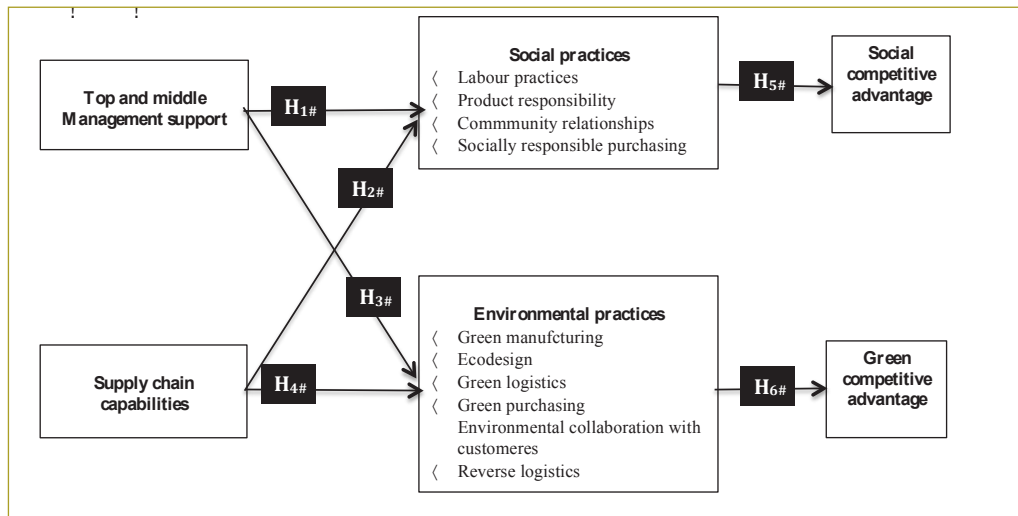 ! !
Top and middle
Management support
H1#
H2#
H3#
H4#
Supply chain
capabilities
Social practices
〈 Labour practices
〈 Product responsibility
〈 Commmunity relationships
〈 Socially responsible purchasing
Environmental practices
〈 Green manufcturing
〈 Ecodesign
〈 Green logistics
〈 Green purchasing
Environmental collaboration with
customeres
〈 Reverse logistics
H5#
Social
competitive
advantage
H6#
Green
competitive
advantage